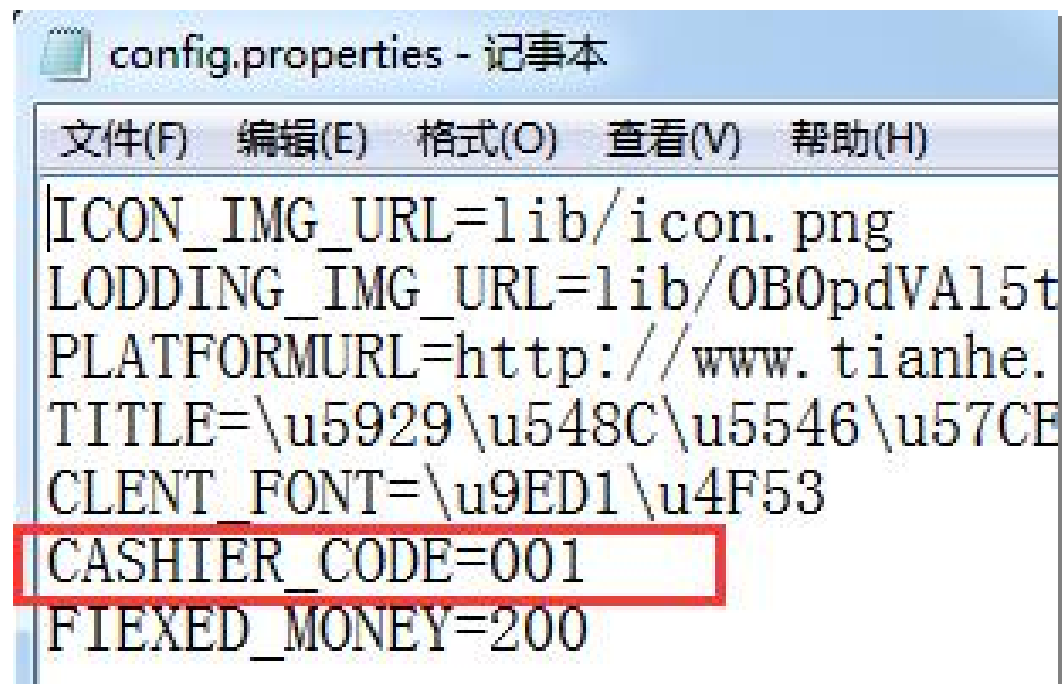 config.properties - 记事本
文件(F) 编辑(E) 格式(O) 查看(V) 帮助(H)
ICON_IMG_URL=lib/icon.png
LODDING_IMG_URL=lib/0B0pdVAl5t
PLATFORMURL=http://www.tianhe.
TITLE=\u5929\u548C\u5546\u57CE
CLENT_FONT=\u9ED1\u4F53
CASHIER_CODE=001
FIEXED_MONEY=200